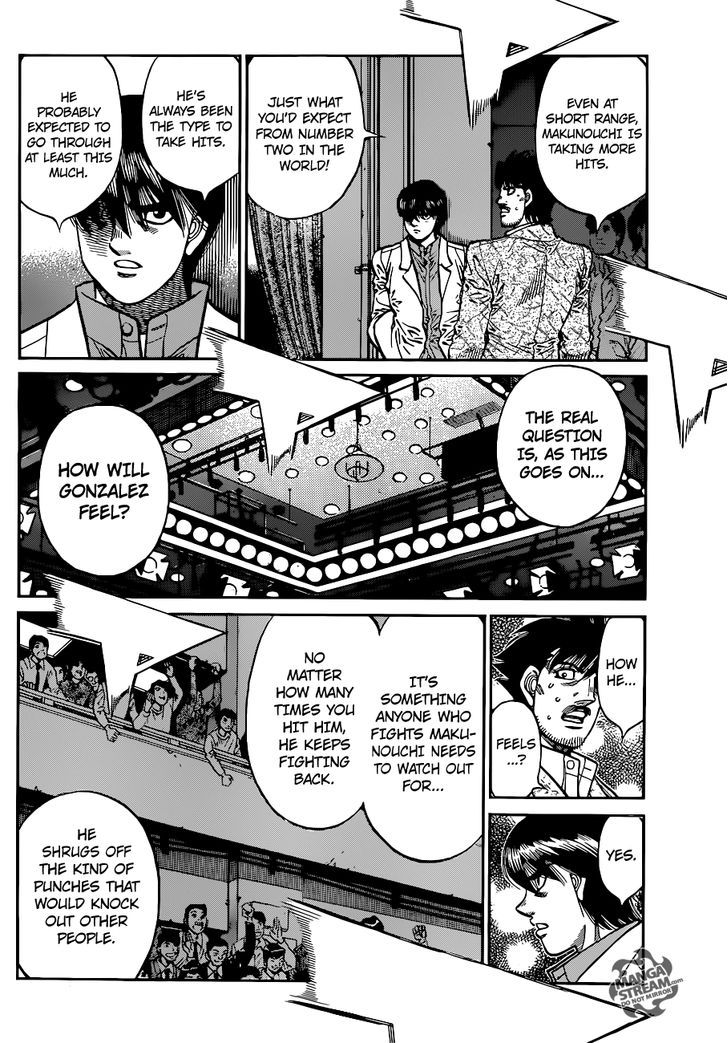 EVEN AT
SHORT RANGE,
MAKUNOUCHI IS
TAKING MORE
HITS.
JUST WHAT
YOU'D EXPECT
FROM NUMBER
TWO IN THE
WORLD!
HE'S
ALWAYS BEEN
THE TYPE TO
TAKE HITS.
HE
PROBABLY
EXPECTED TO
GO THROUGH
AT LEAST THIS
MUCH.
THE REAL
QUESTION
IS, AS THIS
GOES ON...
HOW WILL
GONZALEZ
FEEL?
HOW
HE...
FEELS
...?
YES.
IT'S
SOMETHING
ANYONE WHO
FIGHTS MAKU-
NOUCHI NEEDS
TO WATCH OUT
FOR...
NO
MATTER
HOW MANY
TIMES YOU
HIT HIM,
HE KEEPS
FIGHTING
BACK.
HE
SHRUGS OFF
THE KIND OF
PUNCHES THAT
WOULD KNOCK
OUT OTHER
PEOPLE.
MANGA
STREAM.com
DO NOT MIRROR